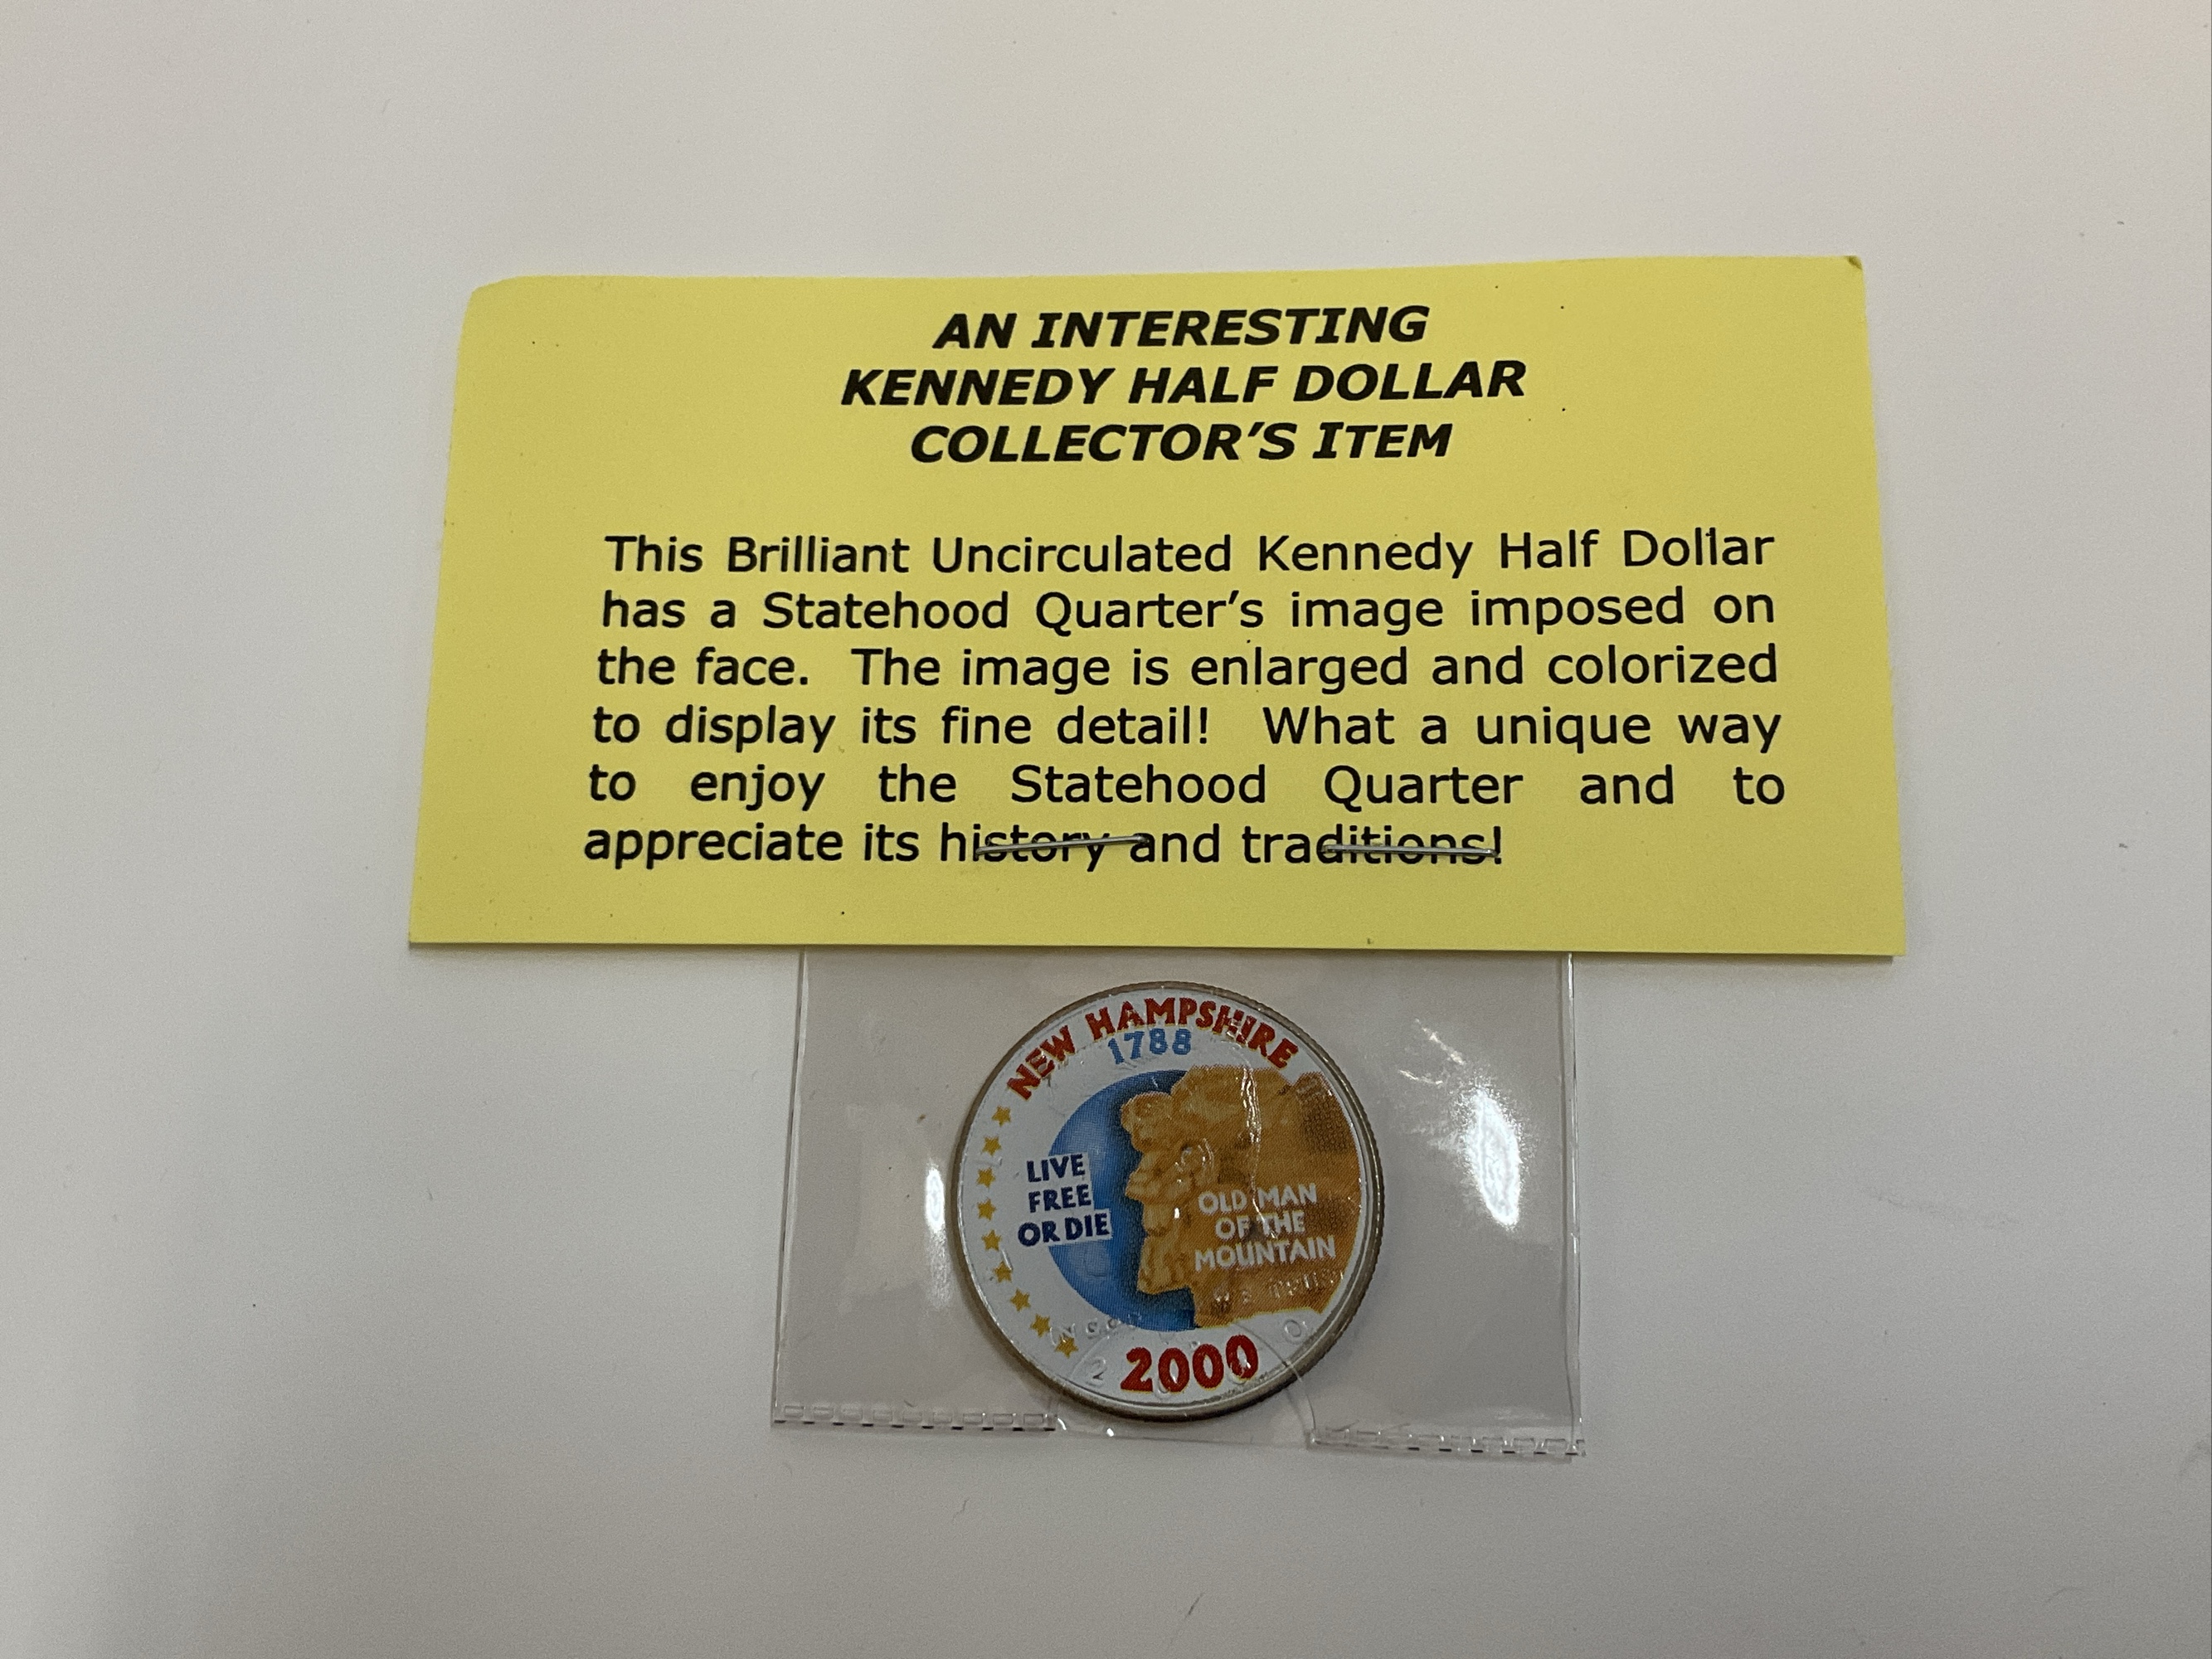 AN INTERESTING
KENNEDY HALF DOLLAR
COLLECTOR'S ITEM
This Brilliant Uncirculated Kennedy Half Dollar
has a Statehood Quarter's image imposed on
the face.  The image is enlarged and colorized
to display its fine detail!  What a unique way
to enjoy the Statehood Quarter and to
appreciate its history and traditions!
NEW HAMPSHIRE
1788
LIVE
FREE
OR DIE
OLD MAN
OF THE
MOUNTAIN
2000